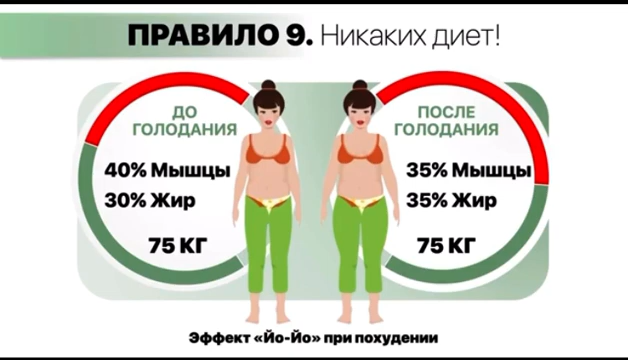 ПРАВИЛО 9. Никаких диет!
ДО
ГОЛОДАНИЯ
40% Мышцы
30% Жир
75 КГ
ПОСЛЕ
ГОЛОДАНИЯ
35% Мышцы
35% Жир
75 КГ
Эффект «Йо-Йо» при похудении